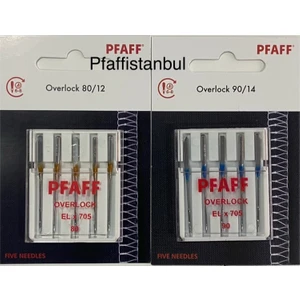 PFAFF
Overlock 80/12
PFAFF
OVERLOCK
EL x 705
80
FIVE NEEDLES
PFAFF
Overlock 90/14
PFAFF
OVERLOCK
EL x 705
90
FIVE NEEDLES
Pfaffistanbul